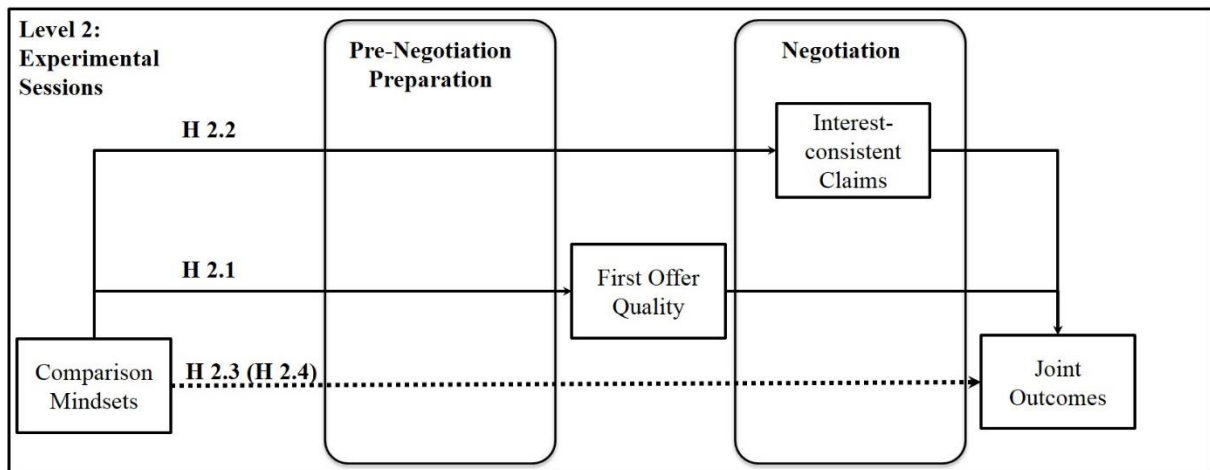 Level 2:
Experimental
Sessions
Pre-Negotiation
Preparation
Negotiation
H 2.2
Interest-
consistent
Claims
H 2.1
First Offer
Quality
H 2.3 (H 2.4)
Comparison
Mindsets
Joint
Outcomes